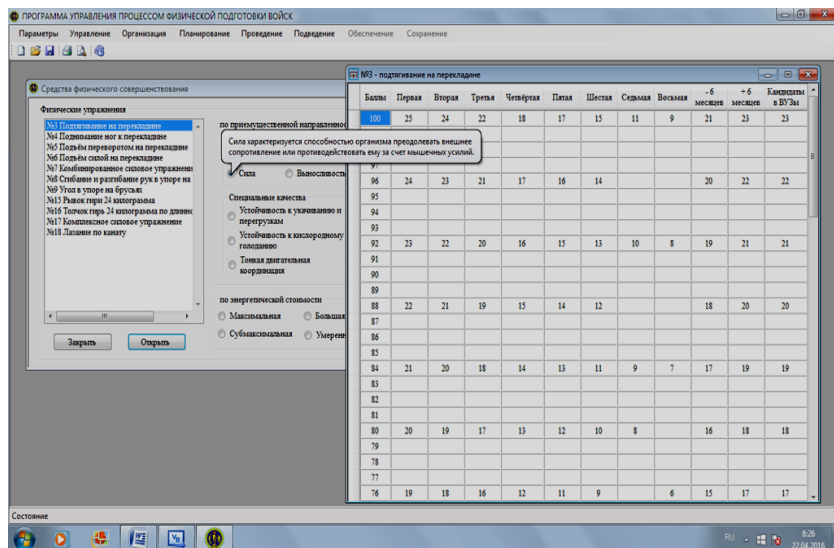 ПРОГРАММА УПРАВЛЕНИЯ ПРОЦЕССОМ ФИЗИЧЕСКОЙ ПОДГОТОВКИ ВОЙСК
Параметры Управление Организация Планирование Проведение Подведение Обеспечение Сохранение
Средства физического совершенствования
Физические упражнения
№3 Подтягивание на перекладине
№4 Поднимание ног к перекладине
№5 Подъём переворотом на перекладине
№6 Подъём силой на перекладине
№7 Комбинированное силовое упражнени
№8 Сгибание и разгибание рук в упоре на
№9 Угол в упоре на брусьях
№15 Рывок гири 24 килограмма
№16 Толчок гирь 24 килограмма по длинно
№17 Комплексное силовое упражнение
№18 Лазание по канату
Закрыть Открыть
по преимущественной направленнос
Сила характеризуется способностью организма преодолевать внешнее
сопротивление или противодействовать ему за счет мышечных усилий.
Сила Выносливость
Специальные качества
Устойчивость к укачиванию и
перегрузкам
Устойчивость к кислородному
голоданию
Тонкая двигательная
координация
по энергетической стоимости
Максимальная Большая
Субмаксимальная Умеренн
№3 - подтягивание на перекладине
Баллы Первая Вторая Третья Четвёртая Пятая Шестая Седьмая Восьмая - 6 месяцев + 6 месяцев Кандидаты в ВУЗы
100 25 24 22 18 17 15 11 9 21 23 23
97
96 24 23 21 17 16 14 20 22 22
95
94
93
92 23 22 20 16 15 13 10 8 19 21 21
91
90
89
88 22 21 19 15 14 12 18 20 20
87
86
85
84 21 20 18 14 13 11 9 7 17 19 19
83
82
81
80 20 19 17 13 12 10 8 16 18 18
79
78
77
76 19 18 16 12 11 9 6 15 17 17
Состояние
RU 8:26
22.04.2016